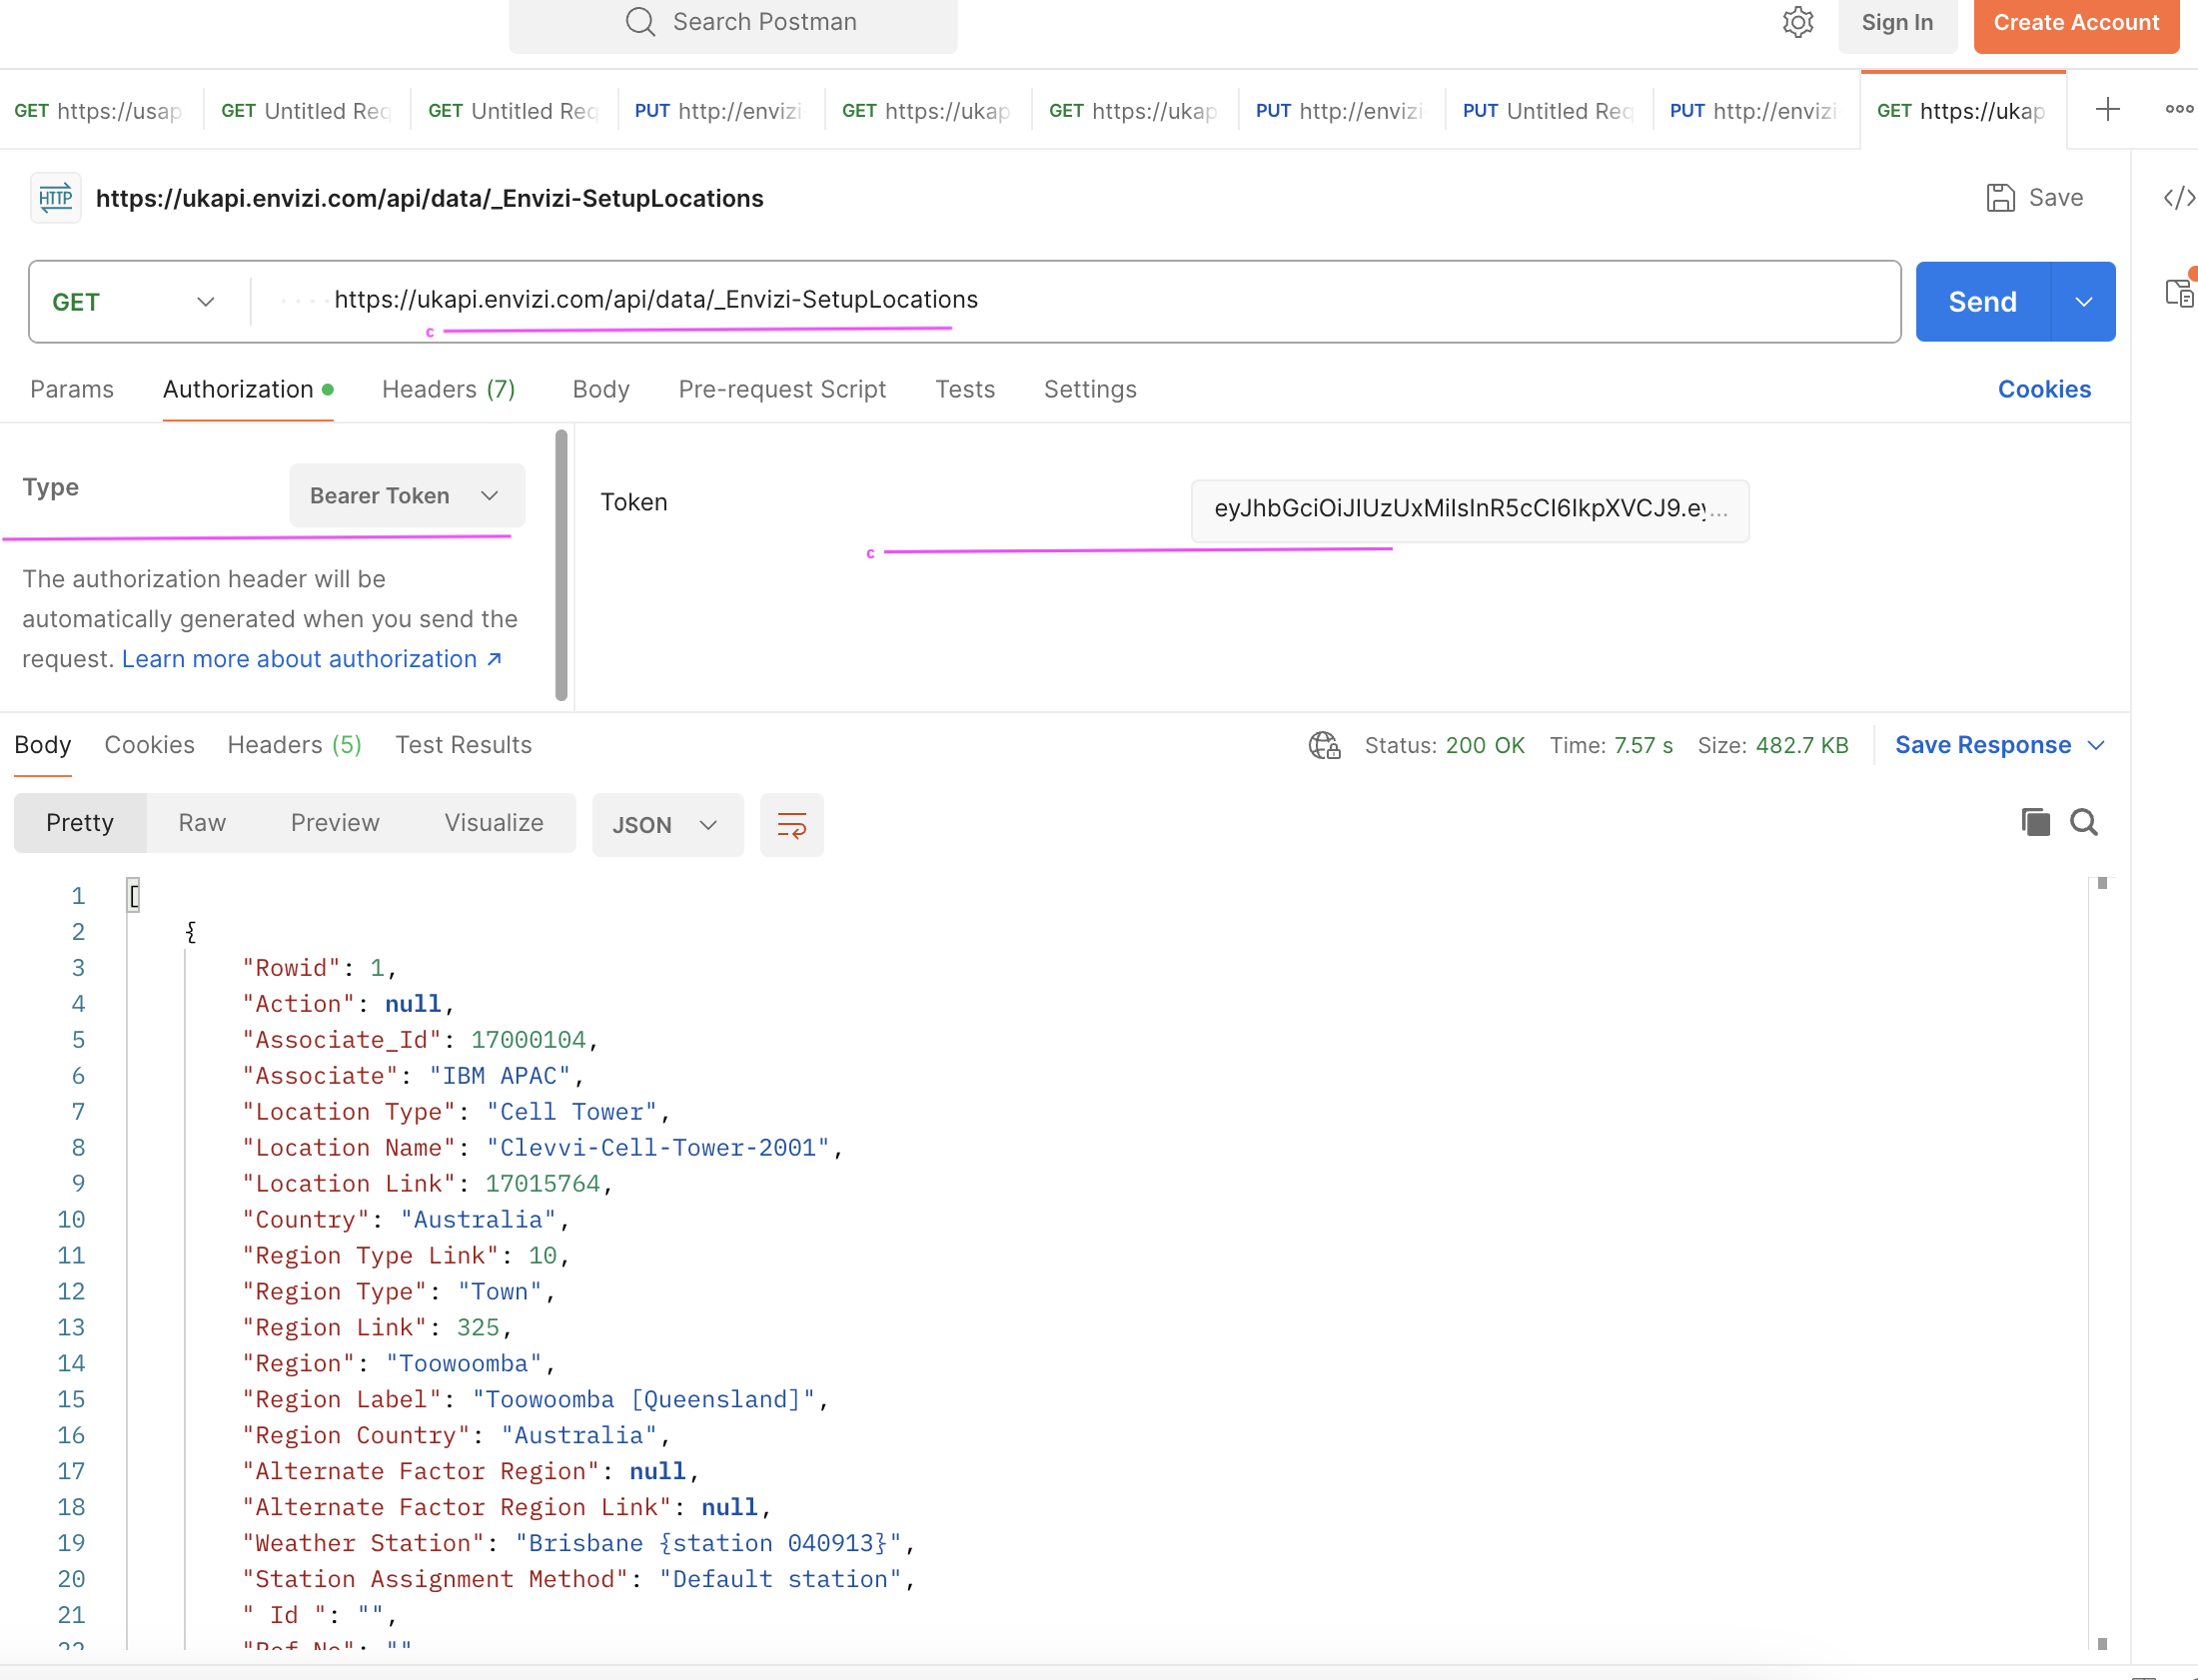 Search Postman
Sign In
Create Account
GET https://usap
GET Untitled Req
GET Untitled Req
PUT http://envizi
GET https://ukap
GET https://ukap
PUT http://envizi
PUT Untitled Req
PUT http://envizi
GET https://ukap
HTTP https://ukapi.envizi.com/api/data/_Envizi-SetupLocations
Save
GET https://ukapi.envizi.com/api/data/_Envizi-SetupLocations
Send
c
Params Authorization Headers (7) Body Pre-request Script Tests Settings Cookies
Type Bearer Token
Token eyJhbGciOiJIUzUxMiIsInR5cCI6IkpXVCJ9.ey...
c
The authorization header will be
automatically generated when you send the
request. Learn more about authorization ↗
Body Cookies Headers (5) Test Results
Status: 200 OK Time: 7.57 s Size: 482.7 KB Save Response
Pretty Raw Preview Visualize JSON
1 [
2 {
3 "Rowid": 1,
4 "Action": null,
5 "Associate_Id": 17000104,
6 "Associate": "IBM APAC",
7 "Location Type": "Cell Tower",
8 "Location Name": "Clevvi-Cell-Tower-2001",
9 "Location Link": 17015764,
10 "Country": "Australia",
11 "Region Type Link": 10,
12 "Region Type": "Town",
13 "Region Link": 325,
14 "Region": "Toowoomba",
15 "Region Label": "Toowoomba [Queensland]",
16 "Region Country": "Australia",
17 "Alternate Factor Region": null,
18 "Alternate Factor Region Link": null,
19 "Weather Station": "Brisbane {station 040913}",
20 "Station Assignment Method": "Default station",
21 " Id ": "",
22 "Ref No": ""